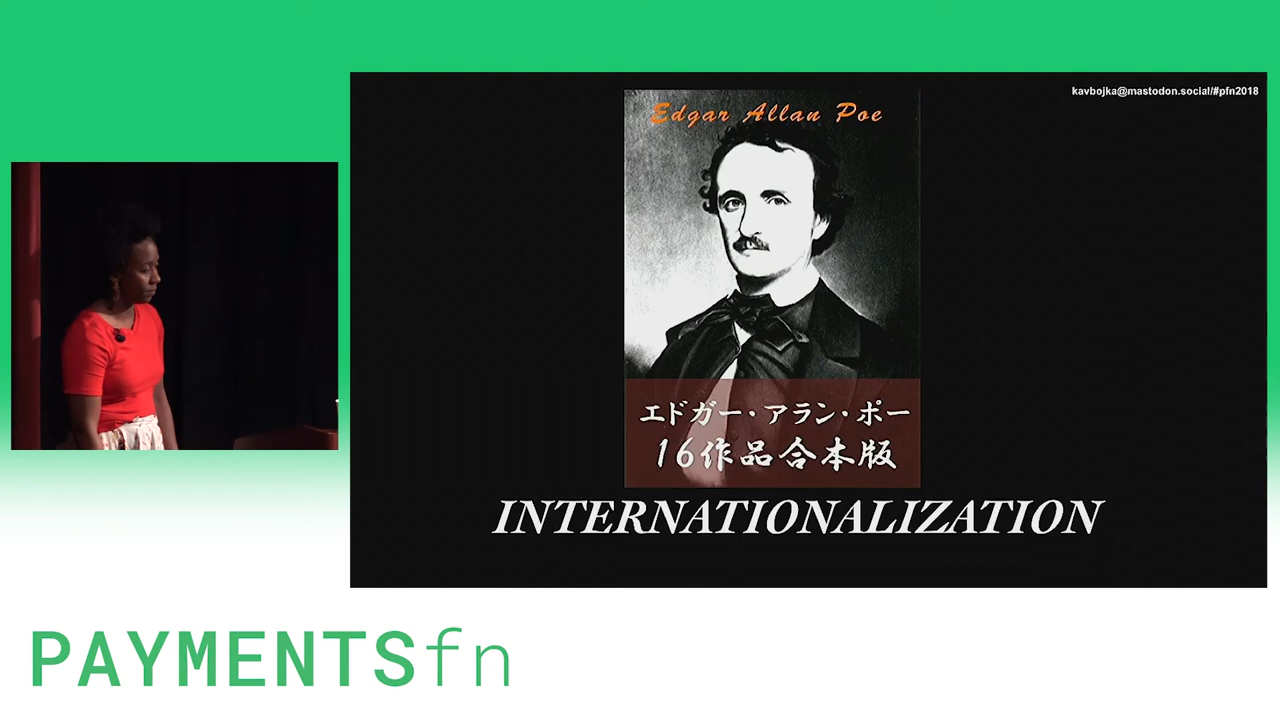 kavbojka@mastodon.social/#pfn2018
Edgar Allan Poe
エドガー・アラン・ポー
16作品合本版
INTERNATIONALIZATION
PAYMENTSfn